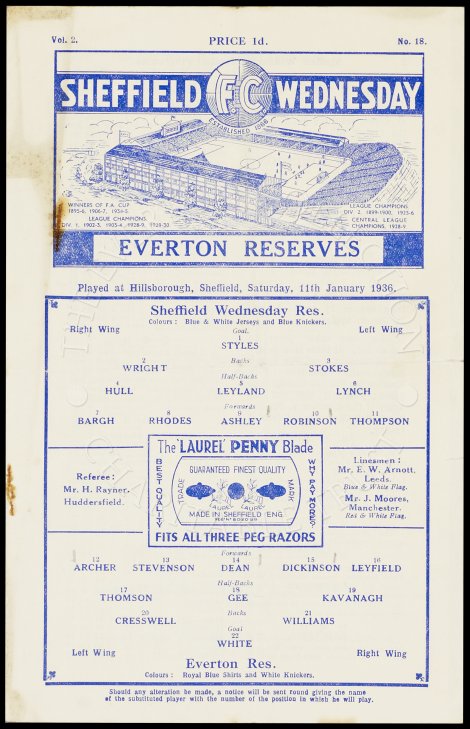 Vol. 2. PRICE 1d. No. 18.
SHEFFIELD F.C WEDNESDAY
ESTABLISHED 1866
WINNERS OF F.A. CUP
1895-6, 1906-7, 1934-5
LEAGUE CHAMPIONS
DIV. 1, 1902-3, 1903-4, 1928-9, 1929-30
LEAGUE CHAMPIONS
DIV 2. 1899-1900, 1925-6
CENTRAL LEAGUE
CHAMPIONS, 1928-9
EVERTON RESERVES
Played at Hillsborough, Sheffield, Saturday, 11th January 1936.
Sheffield Wednesday Res.
Colours: Blue & White Jerseys and Blue Knickers.
Right Wing Goal. Left Wing
1
STYLES
2 Backs 3
WRIGHT STOKES
Half-Backs
4 5 6
HULL LEYLAND LYNCH
Forwards
7 8 9 10 11
BARGH RHODES ASHLEY ROBINSON THOMPSON
Referee:
Mr. H. Rayner,
Huddersfield.
The "LAUREL" PENNY Blade
BEST QUALITY
GUARANTEED FINEST QUALITY
TRADE MARK
LAUREL LAUREL
MADE IN SHEFFIELD ENG.
WHY PAY MORE?
FITS ALL THREE PEG RAZORS
Linesmen:
Mr. E. W. Arnott,
Leeds.
Blue & White Flag.
Mr. J. Moores,
Manchester.
Red & White Flag.
Forwards
12 13 14 15 16
ARCHER STEVENSON DEAN DICKINSON LEYFIELD
Half-Backs
17 18 19
THOMSON GEE KAVANAGH
20 Backs 21
CRESSWELL WILLIAMS
Goal
22
WHITE
Left Wing Right Wing
Everton Res.
Colours: Royal Blue Shirts and White Knickers.
Should any alteration be made, a notice will be sent round giving the name
of the substituted player with the number of the position in which he will play.